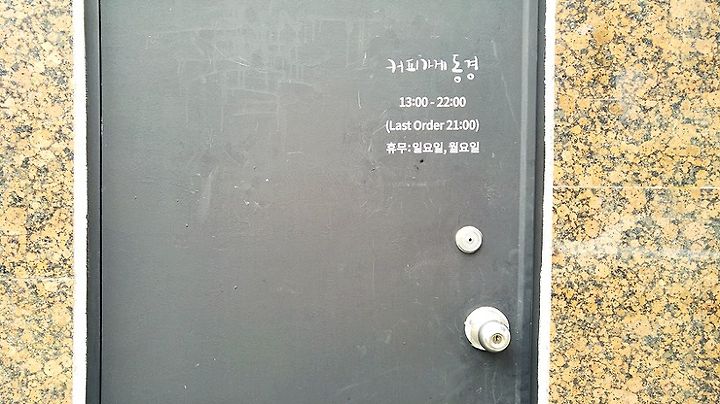 커피가게 동경
13:00 - 22:00
(Last Order 21:00)
휴무: 일요일, 월요일